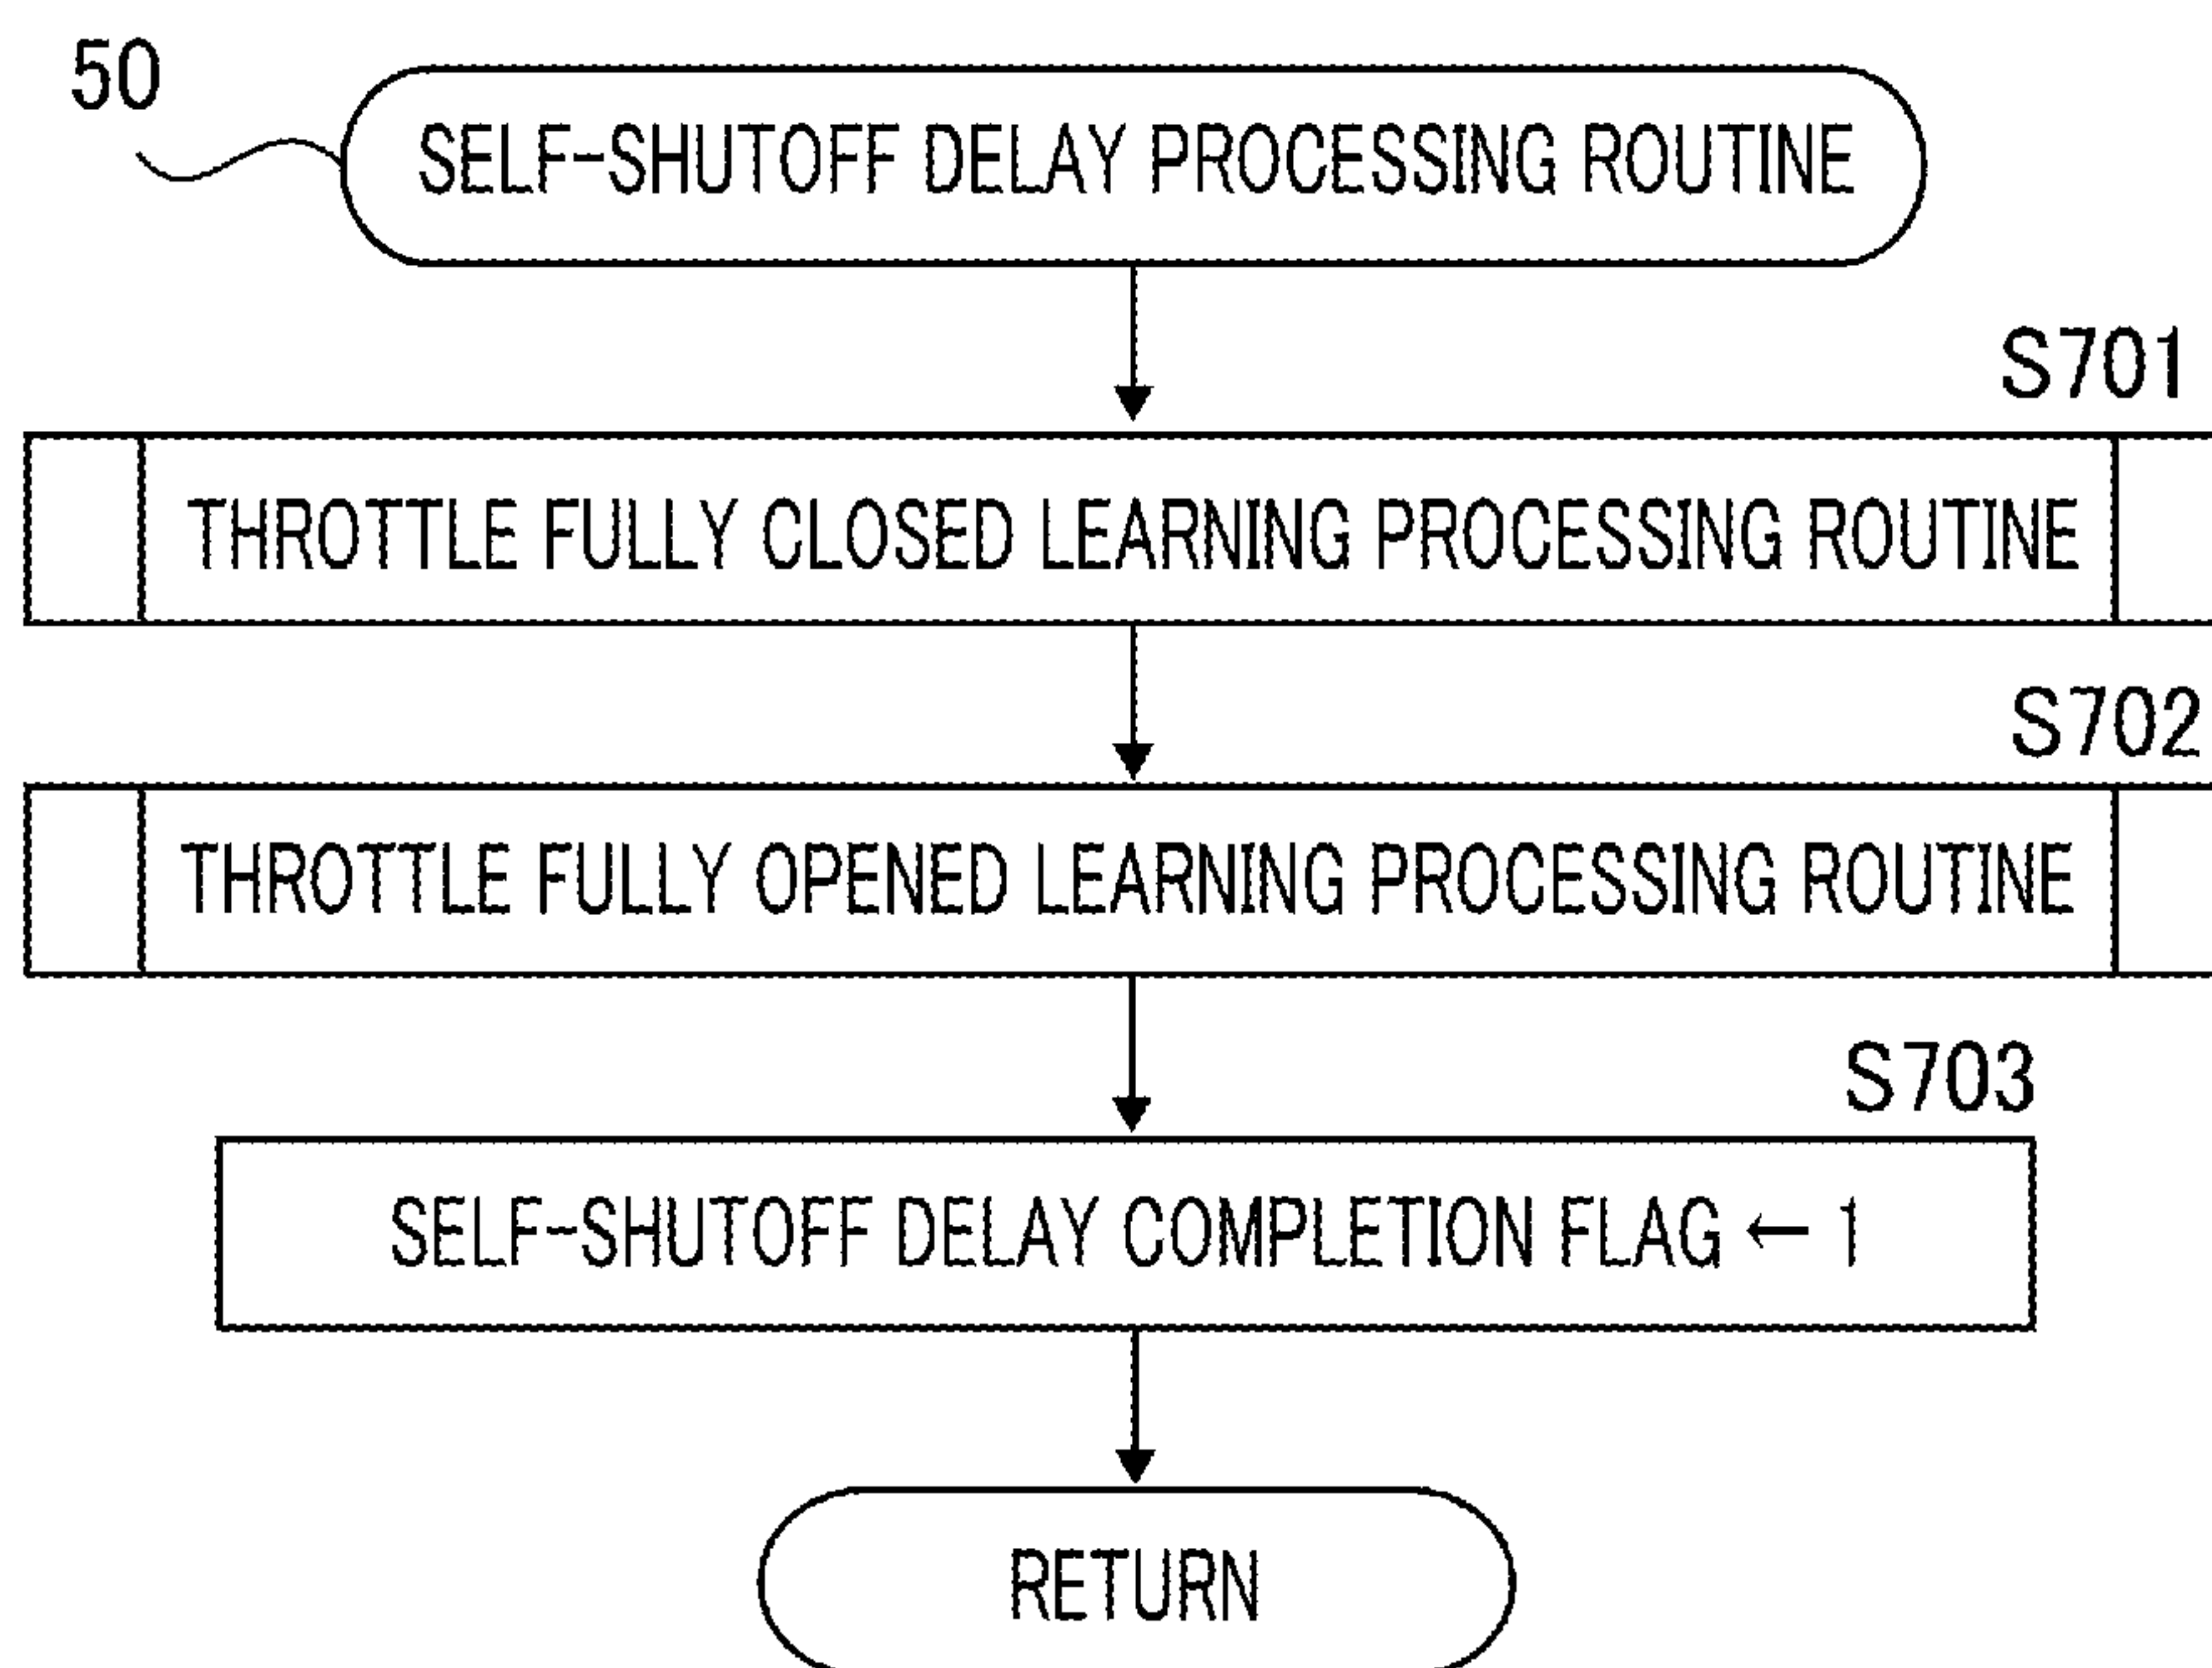 50
SELF-SHUTOFF DELAY PROCESSING ROUTINE
S701
THROTTLE FULLY CLOSED LEARNING PROCESSING ROUTINE
S702
THROTTLE FULLY OPENED LEARNING PROCESSING ROUTINE
S703
SELF-SHUTOFF DELAY COMPLETION FLAG ← 1
RETURN